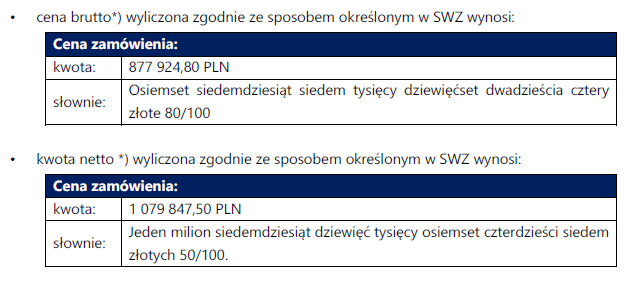 • cena brutto*) wyliczona zgodnie ze sposobem określonym w SWZ wynosi:
Cena zamówienia:
kwota: 877 924,80 PLN
słownie: Osiemset siedemdziesiąt siedem tysięcy dziewięćset dwadzieścia cztery
złote 80/100
• kwota netto *) wyliczona zgodnie ze sposobem określonym w SWZ wynosi:
Cena zamówienia:
kwota: 1 079 847,50 PLN
słownie: Jeden milion siedemdziesiąt dziewięć tysięcy osiemset czterdzieści siedem
złotych 50/100.